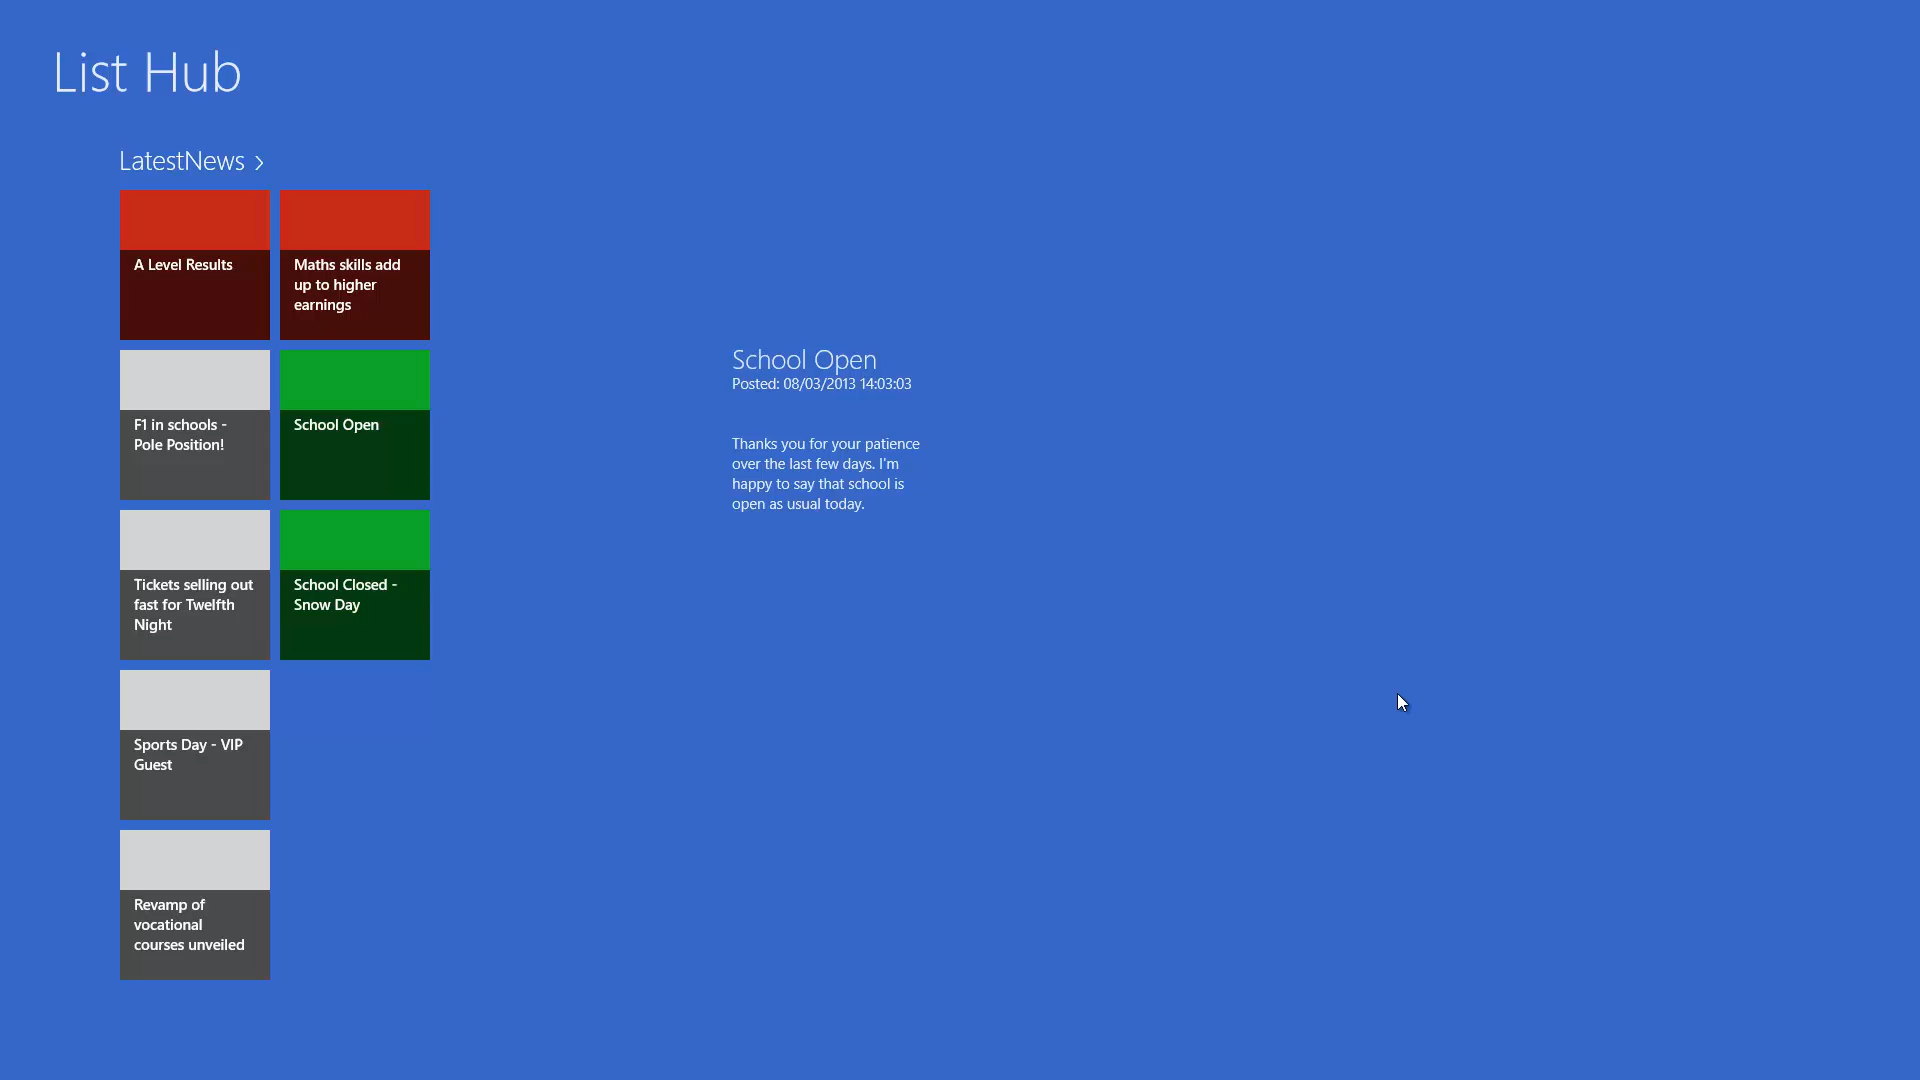 List Hub
LatestNews >
A Level Results
Maths skills add
up to higher
earnings
F1 in schools -
Pole Position!
School Open
Tickets selling out
fast for Twelfth
Night
School Closed -
Snow Day
Sports Day - VIP
Guest
Revamp of
vocational
courses unveiled
School Open
Posted: 08/03/2013 14:03:03
Thanks you for your patience
over the last few days. I'm
happy to say that school is
open as usual today.